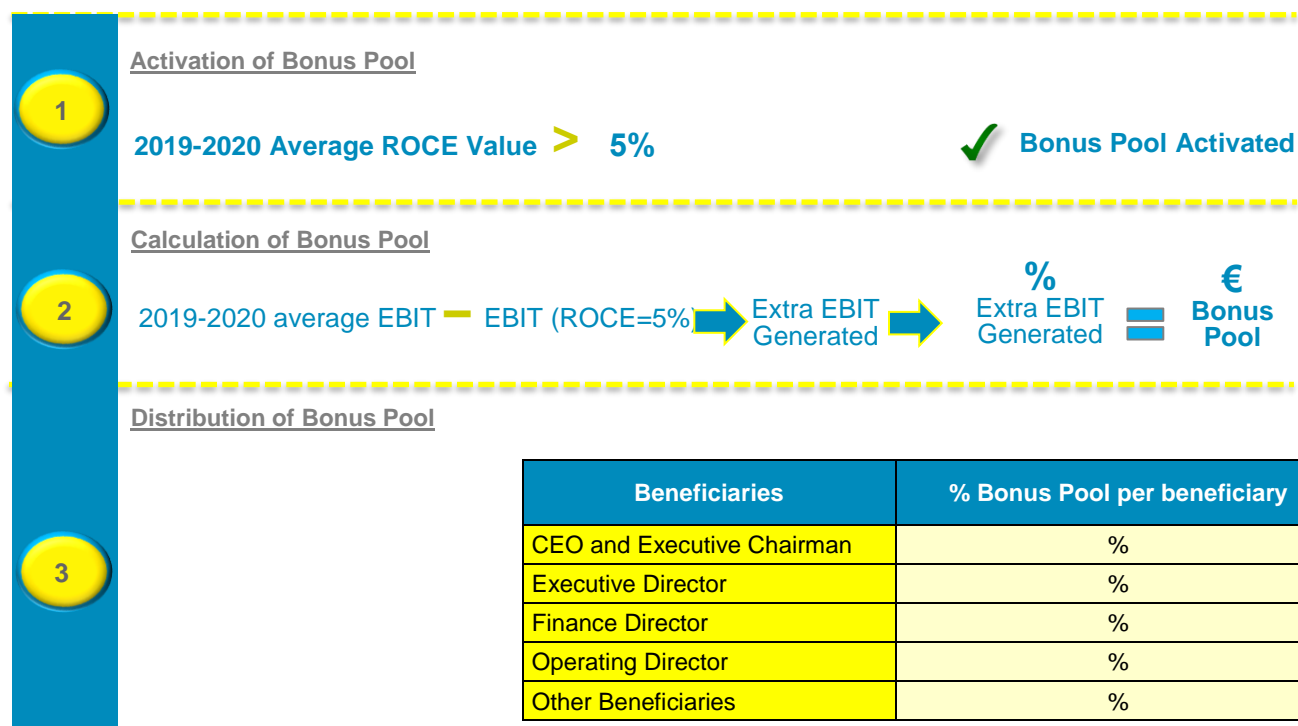 Activation of Bonus Pool
1
2019-2020 Average ROCE Value > 5%
Bonus Pool Activated
Calculation of Bonus Pool
2
2019-2020 average EBIT − EBIT (ROCE=5%)
Extra EBIT
Generated
%
Extra EBIT
Generated
=
€
Bonus
Pool
Distribution of Bonus Pool
3
Beneficiaries % Bonus Pool per beneficiary
CEO and Executive Chairman %
Executive Director %
Finance Director %
Operating Director %
Other Beneficiaries %